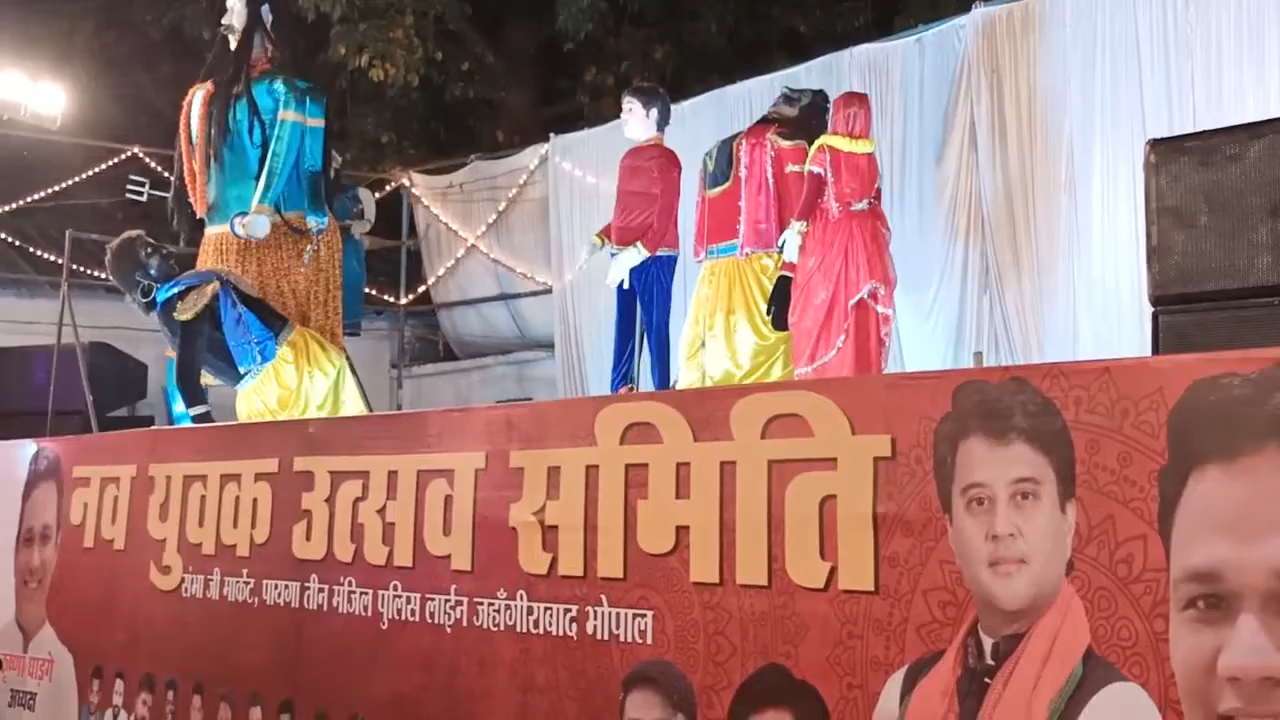 नव युवक उत्सव समिति
संभा जी मार्केट, पायगा तीन मंजिल पुलिस लाईन जहाँगीराबाद भोपाल
घाड़गे
अध्यक्ष